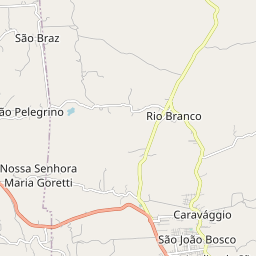 São Braz
ão Pelegrino
Rio Branco
Nossa Senhora
Maria Goretti
Caravággio
São João Bosco